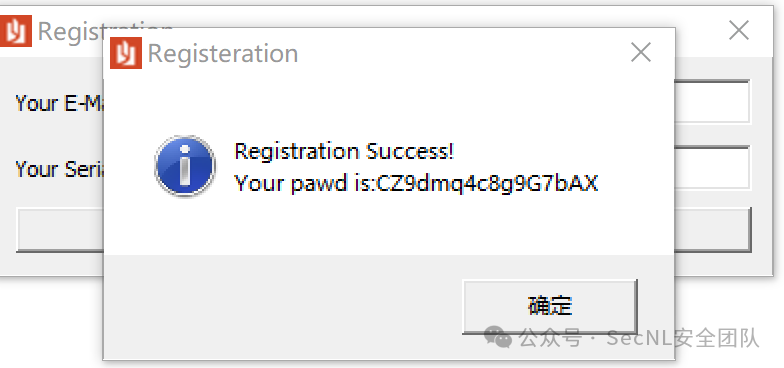 Registration
Registeration
Your E-Ma
Registration Success!
Your pawd is:CZ9dmq4c8g9G7bAX
Your Seria
确定
公众号 · SecNL安全团队